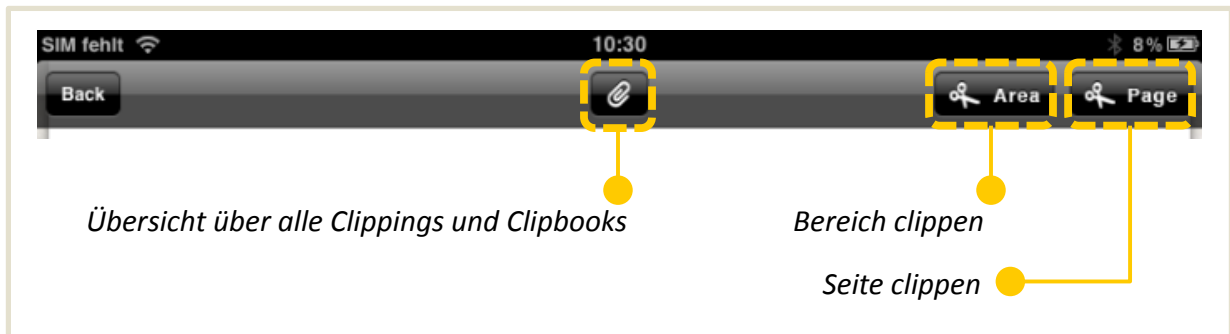 SIM fehlt 10:30 8%
Back Area Page
Übersicht über alle Clippings und Clipbooks Bereich clippen
Seite clippen